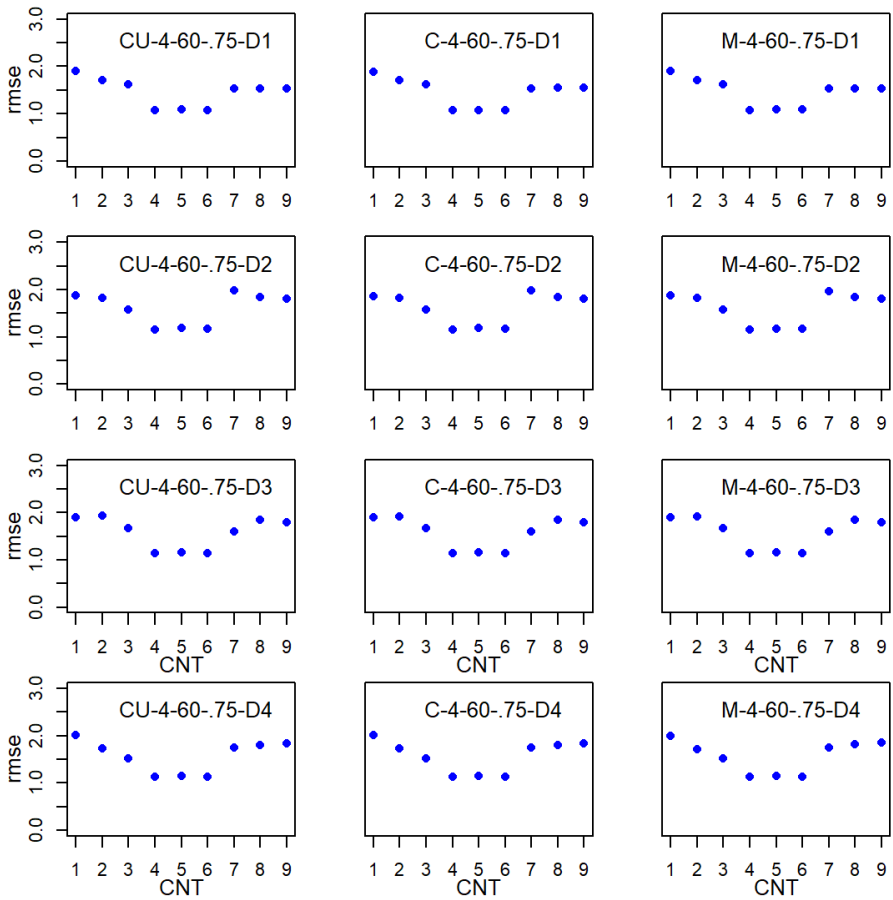 CU-4-60-.75-D1 C-4-60-.75-D1 M-4-60-.75-D1
rmse
3.0
2.0
1.0
0.0
1 2 3 4 5 6 7 8 9 1 2 3 4 5 6 7 8 9 1 2 3 4 5 6 7 8 9
CU-4-60-.75-D2 C-4-60-.75-D2 M-4-60-.75-D2
rmse
3.0
2.0
1.0
0.0
1 2 3 4 5 6 7 8 9 1 2 3 4 5 6 7 8 9 1 2 3 4 5 6 7 8 9
CU-4-60-.75-D3 C-4-60-.75-D3 M-4-60-.75-D3
rmse
3.0
2.0
1.0
0.0
1 2 3 4 5 6 7 8 9 1 2 3 4 5 6 7 8 9 1 2 3 4 5 6 7 8 9
CNT CNT CNT
CU-4-60-.75-D4 C-4-60-.75-D4 M-4-60-.75-D4
rmse
3.0
2.0
1.0
0.0
1 2 3 4 5 6 7 8 9 1 2 3 4 5 6 7 8 9 1 2 3 4 5 6 7 8 9
CNT CNT CNT